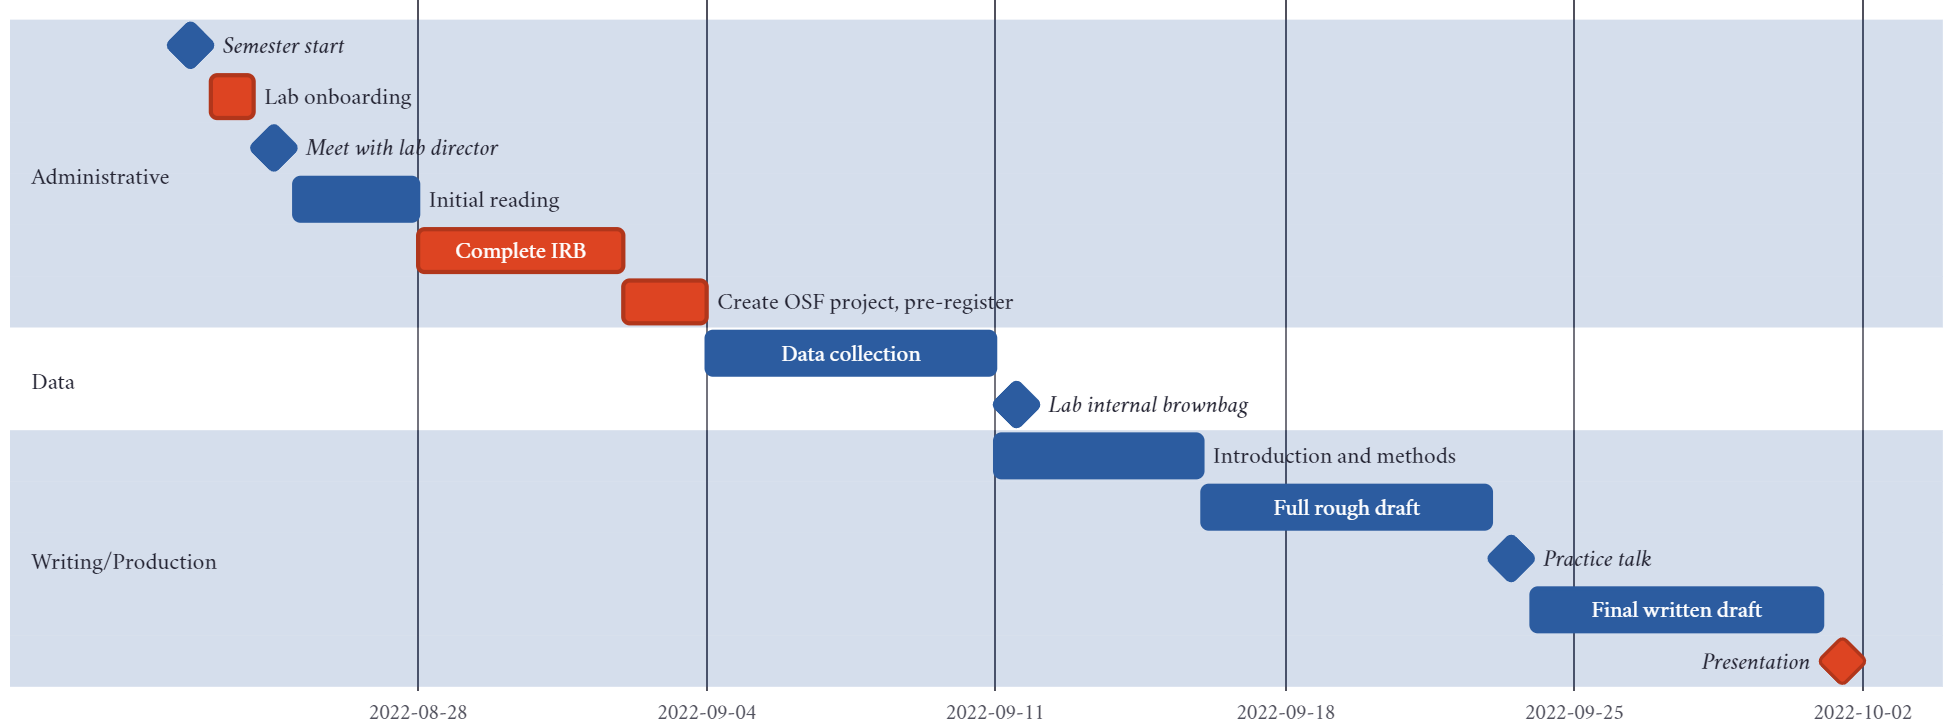 Semester start
Lab onboarding
Meet with lab director
Administrative
Initial reading
Complete IRB
Create OSF project, pre-register
Data collection
Data
Lab internal brownbag
Introduction and methods
Full rough draft
Practice talk
Writing/Production
Final written draft
Presentation
2022-08-28
2022-09-04
2022-09-11
2022-09-18
2022-09-25
2022-10-02